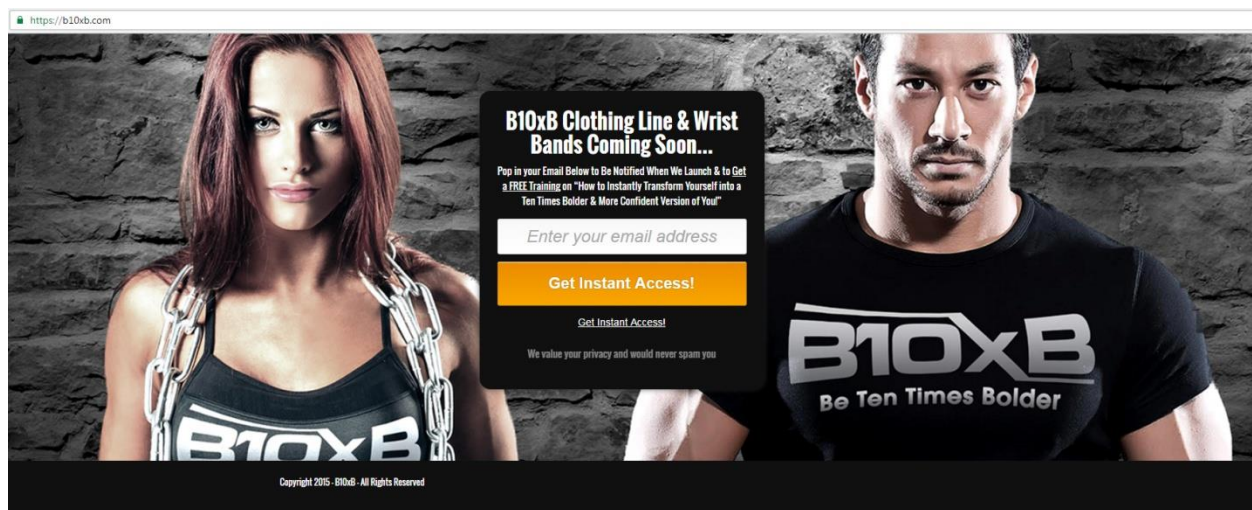 https://b10xb.com
B10xB Clothing Line & Wrist
Bands Coming Soon...
Pop in your Email Below to Be Notified When We Launch & to Get
a FREE Training on "How to Instantly Transform Yourself into a
Ten Times Bolder & More Confident Version of You!"
Enter your email address
Get Instant Access!
Get Instant Access!
We value your privacy and would never spam you
B10XB
B10XB
Be Ten Times Bolder
Copyright 2015 - B10xB - All Rights Reserved